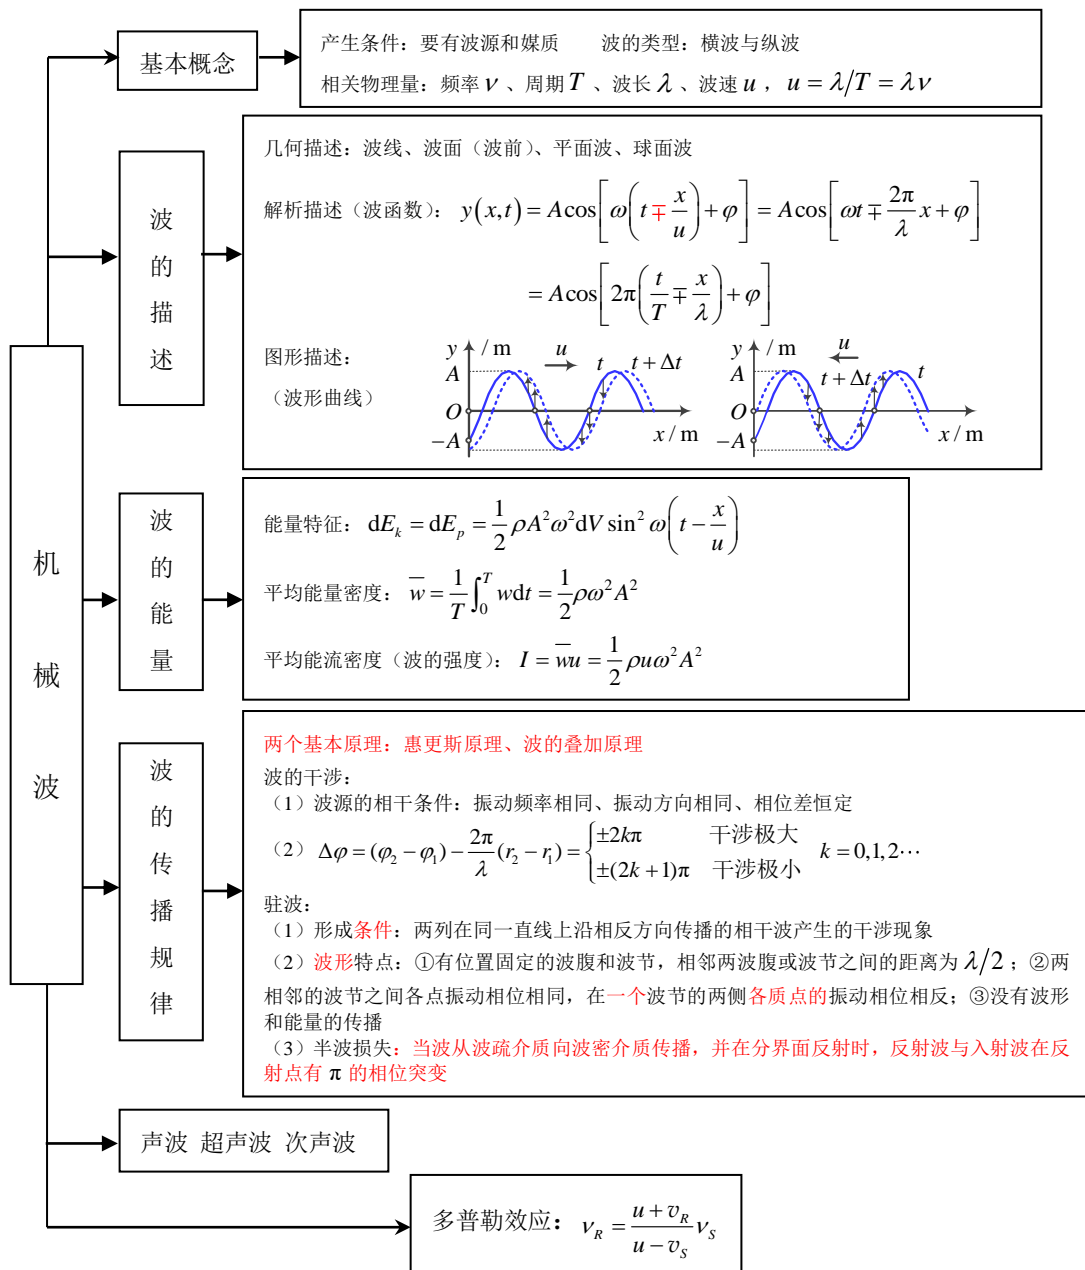 机械波
基本概念
产生条件：要有波源和媒质 波的类型：横波与纵波
相关物理量：频率 ν 、周期 T 、波长 λ 、波速 u ， u = λ/T = λν
波的描述
几何描述：波线、波面（波前）、平面波、球面波
解析描述（波函数）： y(x,t) = Acos[ω(t ∓ x/u) + φ] = Acos[ωt ∓ 2π/λ x + φ]
= Acos[2π(t/T ∓ x/λ) + φ]
图形描述：
（波形曲线）
y / m
u
t
t + Δt
A
O
−A
x / m
y / m
u
t + Δt
t
A
O
−A
x / m
波的能量
能量特征： dE_k = dE_p = 1/2 ρA²ω²dV sin² ω(t − x/u)
平均能量密度： w̅ = 1/T ∫₀ᵀ wdt = 1/2 ρω²A²
平均能流密度（波的强度）： I = w̅u = 1/2 ρuω²A²
波的传播规律
两个基本原理：惠更斯原理、波的叠加原理
波的干涉：
（1）波源的相干条件：振动频率相同、振动方向相同、相位差恒定
（2） Δφ = (φ₂ − φ₁) − 2π/λ (r₂ − r₁) = { ±2kπ 干涉极大
±(2k + 1)π 干涉极小 k = 0,1,2⋯
驻波：
（1）形成条件：两列在同一直线上沿相反方向传播的相干波产生的干涉现象
（2）波形特点：①有位置固定的波腹和波节，相邻两波腹或波节之间的距离为 λ/2 ；②两
相邻的波节之间各点振动相位相同，在一个波节的两侧各质点的振动相位相反；③没有波形
和能量的传播
（3）半波损失：当波从波疏介质向波密介质传播，并在分界面反射时，反射波与入射波在反
射点有 π 的相位突变
声波 超声波 次声波
多普勒效应： ν_R = (u + v_R)/(u − v_S) ν_S